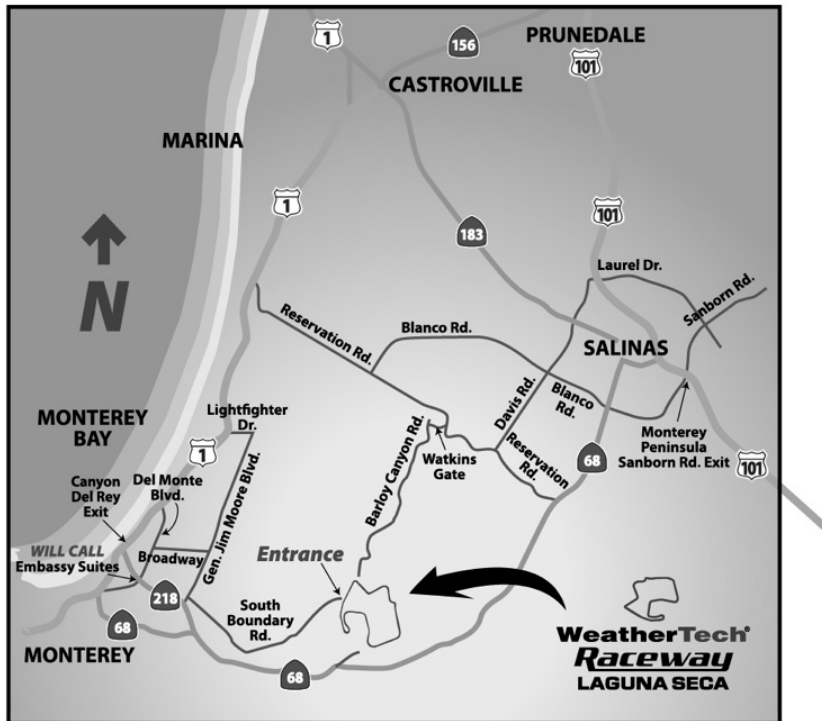 1
156
PRUNEDALE
101
CASTROVILLE
MARINA
1
101
183
N
Laurel Dr.
Sanborn Rd.
Reservation Rd.
Blanco Rd.
SALINAS
Davis Rd.
Blanco
Rd.
Lightfighter
Dr.
MONTEREY
BAY
1
Barloy Canyon Rd.
Watkins
Gate
Reservation
Rd.
68
Monterey
Peninsula
Sanborn Rd. Exit
101
Canyon
Del Rey
Exit
Del Monte
Blvd.
Gen. Jim Moore Blvd.
WILL CALL
Embassy Suites
Broadway
Entrance
218
South
Boundary
Rd.
68
MONTEREY
68
WeatherTech®
Raceway
LAGUNA SECA